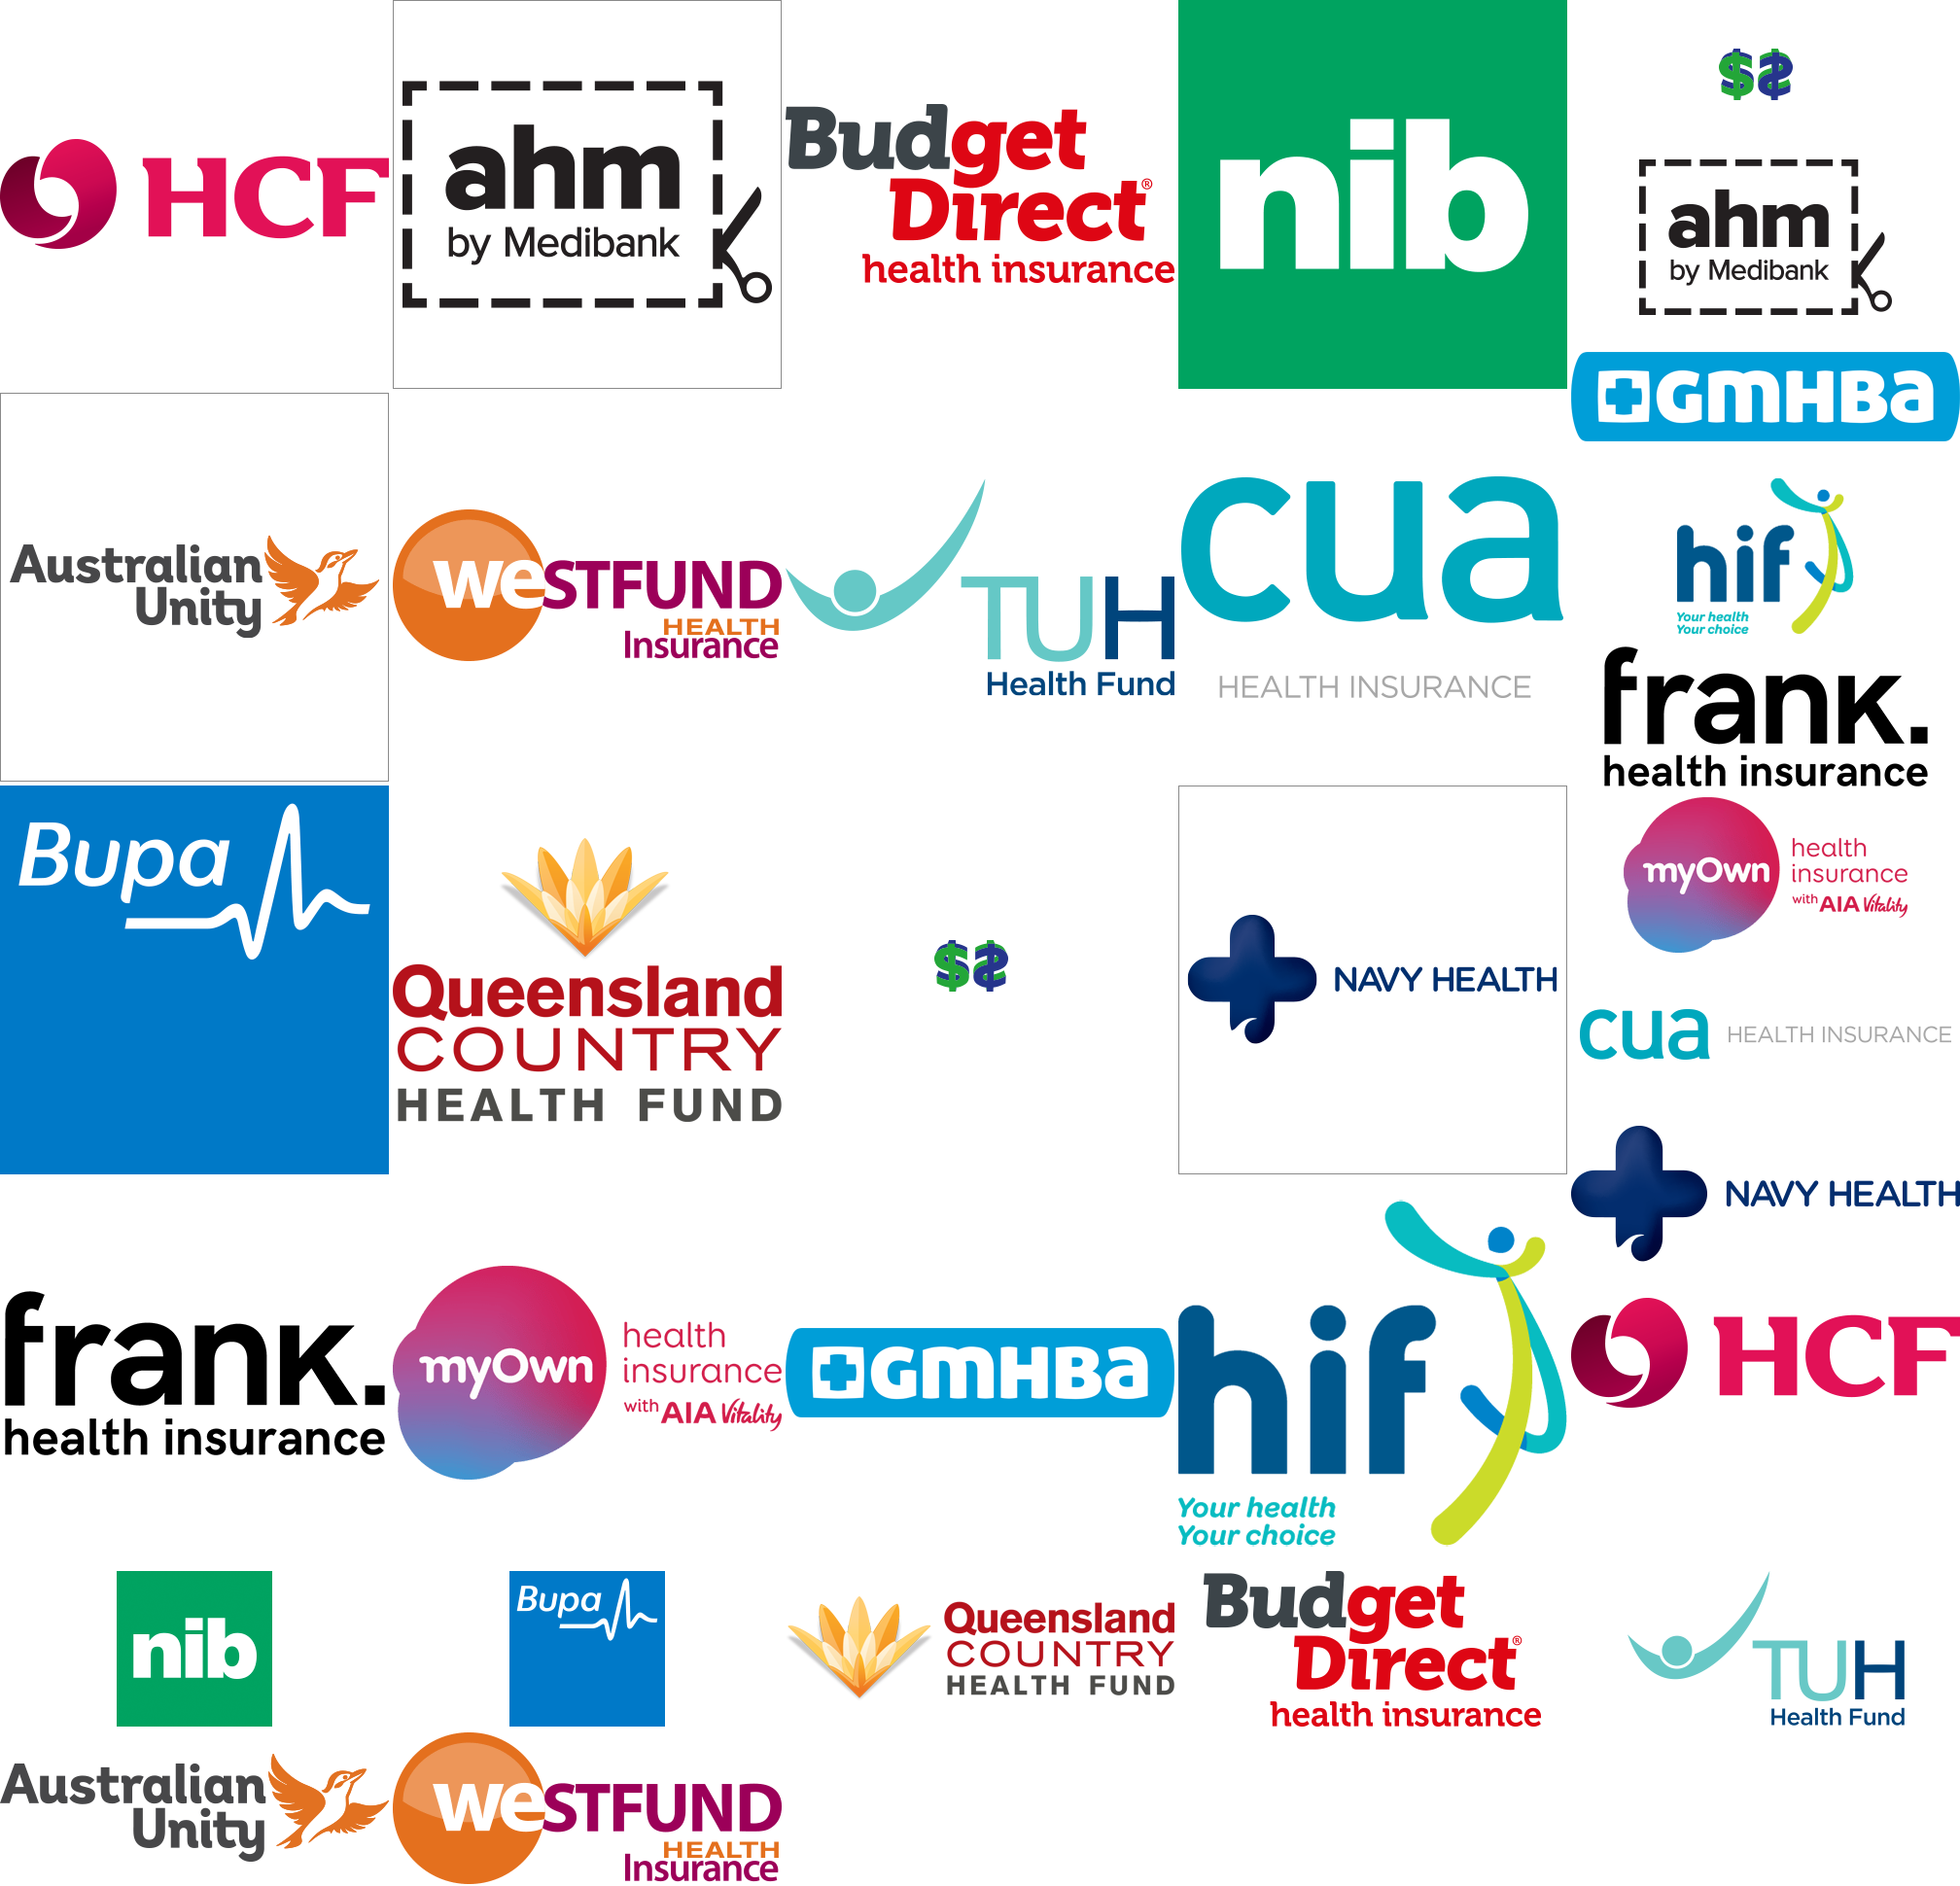 HCF
ahm
by Medibank
Budget
Direct®
health insurance
nib
$$
ahm
by Medibank
GMHBA
Australian
Unity
weSTFUND
HEALTH
Insurance
TUH
Health Fund
cua
HEALTH INSURANCE
hif
Your health
Your choice
frank.
health insurance
Bupa
Queensland
COUNTRY
HEALTH FUND
$$
NAVY HEALTH
myOwn
health
insurance
with AIA Vitality
cua HEALTH INSURANCE
NAVY HEALTH
frank.
health insurance
myOwn
health
insurance
with AIA Vitality
GMHBA
hif
Your health
Your choice
HCF
nib
Bupa
Queensland
COUNTRY
HEALTH FUND
Budget
Direct®
health insurance
TUH
Health Fund
Australian
Unity
weSTFUND
HEALTH
Insurance